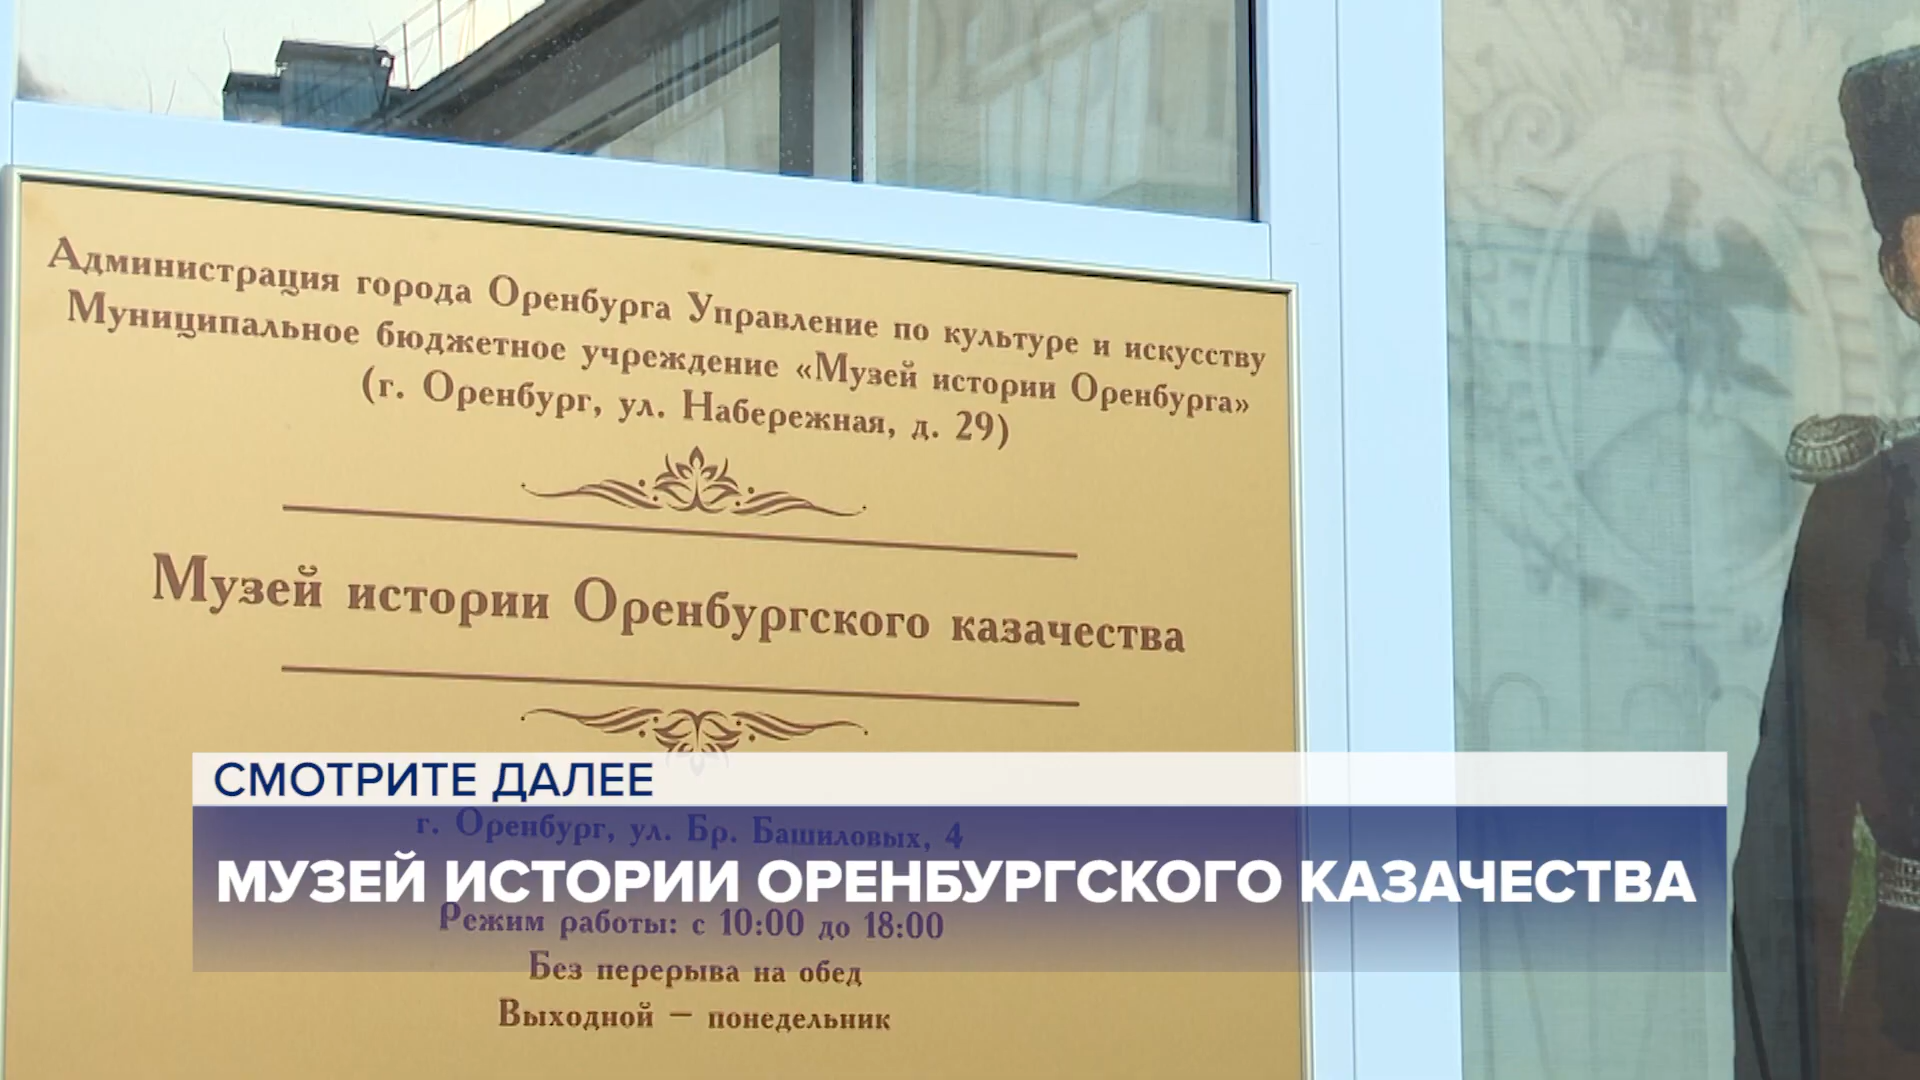 Администрация города Оренбурга Управление по культуре и искусству
Муниципальное бюджетное учреждение «Музей истории Оренбурга»
(г. Оренбург, ул. Набережная, д. 29)
Музей истории Оренбургского казачества
СМОТРИТЕ ДАЛЕЕ
г. Оренбург, ул. Бр. Башиловых, 4
МУЗЕЙ ИСТОРИИ ОРЕНБУРГСКОГО КАЗАЧЕСТВА
Режим работы: с 10:00 до 18:00
Без перерыва на обед
Выходной – понедельник